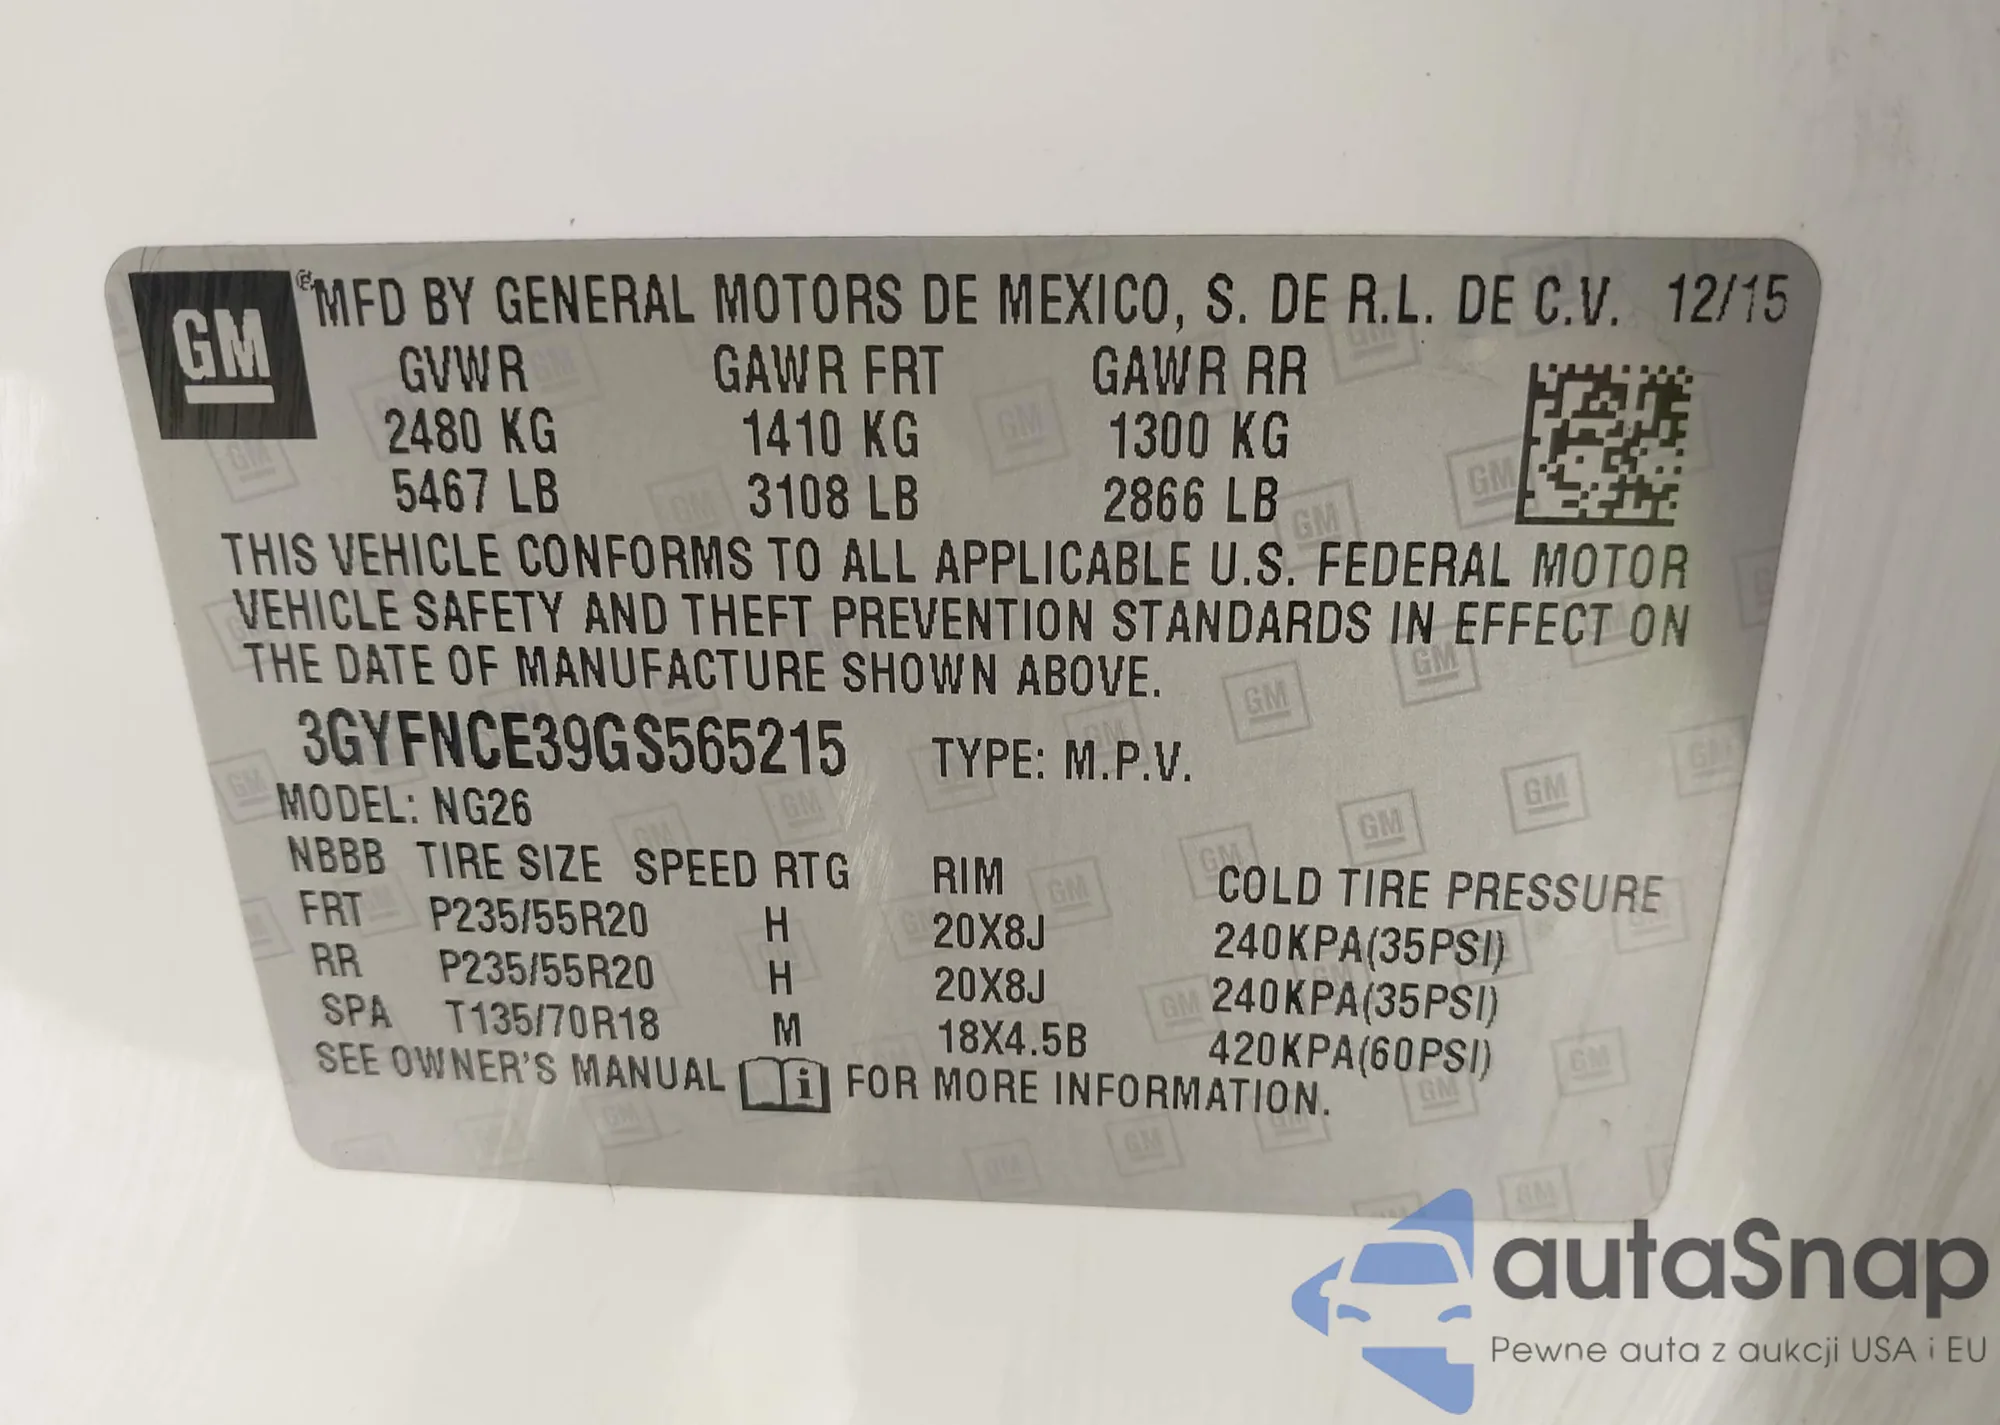 GM ® MFD BY GENERAL MOTORS DE MEXICO, S. DE R.L. DE C.V. 12/15
GVWR GAWR FRT GAWR RR
2480 KG 1410 KG 1300 KG
5467 LB 3108 LB 2866 LB
THIS VEHICLE CONFORMS TO ALL APPLICABLE U.S. FEDERAL MOTOR
VEHICLE SAFETY AND THEFT PREVENTION STANDARDS IN EFFECT ON
THE DATE OF MANUFACTURE SHOWN ABOVE.
3GYFNCE39GS565215 TYPE: M.P.V.
MODEL: NG26
NBBB TIRE SIZE SPEED RTG RIM COLD TIRE PRESSURE
FRT P235/55R20 H 20X8J 240KPA(35PSI)
RR P235/55R20 H 20X8J 240KPA(35PSI)
SPA T135/70R18 M 18X4.5B 420KPA(60PSI)
SEE OWNER'S MANUAL i FOR MORE INFORMATION.
autaSnap
Pewne auta z aukcji USA i EU